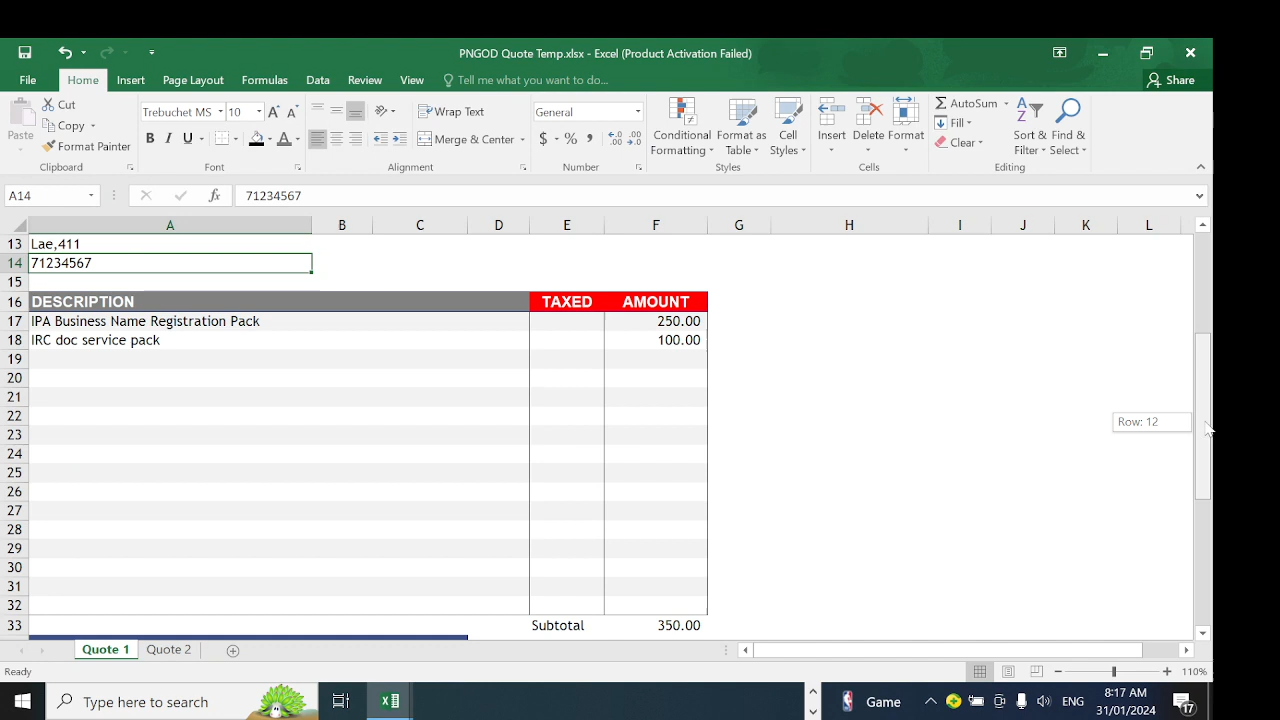 PNGOD Quote Temp.xlsx - Excel (Product Activation Failed)
File Home Insert Page Layout Formulas Data Review View Tell me what you want to do... Share
Paste Cut Copy Format Painter
Trebuchet MS 10 A A
B I U A
Wrap Text
Merge & Center
General
$ % , .00 .0
Conditional Formatting
Format as Table
Cell Styles
Insert Delete Format
AutoSum
Fill
Clear
Sort & Filter
Find & Select
Clipboard Font Alignment Number Styles Cells Editing
A14 fx 71234567
A B C D E F G H I J K L
13 Lae,411
14 71234567
15
16 DESCRIPTION TAXED AMOUNT
17 IPA Business Name Registration Pack 250.00
18 IRC doc service pack 100.00
19
20
21
22
Row: 12
23
24
25
26
27
28
29
30
31
32
33 Subtotal 350.00
Quote 1 Quote 2
Ready 110%
Type here to search Game ENG 8:17 AM
31/01/2024 17